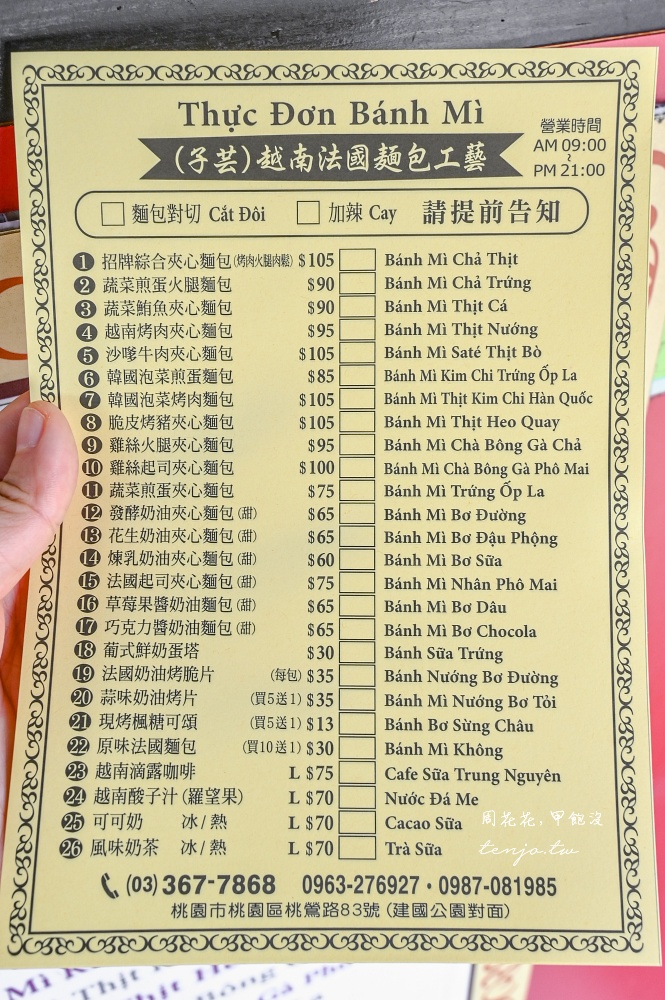 Thực Đơn Bánh Mì
(子芸)越南法國麵包工藝
營業時間
AM 09:00
~
PM 21:00
麵包對切 Cắt Đôi 加辣 Cay 請提前告知
1 招牌綜合夾心麵包(烤肉火腿肉鬆) $105 Bánh Mì Chả Thịt
2 蔬菜煎蛋火腿麵包 $90 Bánh Mì Chả Trứng
3 蔬菜鮪魚夾心麵包 $90 Bánh Mì Thịt Cá
4 越南烤肉夾心麵包 $95 Bánh Mì Thịt Nướng
5 沙嗲牛肉夾心麵包 $105 Bánh Mì Saté Thịt Bò
6 韓國泡菜煎蛋麵包 $85 Bánh Mì Kim Chi Trứng Ốp La
7 韓國泡菜烤肉麵包 $105 Bánh Mì Thịt Kim Chi Hàn Quốc
8 脆皮烤豬夾心麵包 $105 Bánh Mì Thịt Heo Quay
9 雞絲火腿夾心麵包 $95 Bánh Mì Chà Bông Gà Chả
10 雞絲起司夾心麵包 $100 Bánh Mì Chà Bông Gà Phô Mai
11 蔬菜煎蛋夾心麵包 $75 Bánh Mì Trứng Ốp La
12 發酵奶油夾心麵包(甜) $65 Bánh Mì Bơ Đường
13 花生奶油夾心麵包(甜) $65 Bánh Mì Bơ Đậu Phộng
14 煉乳奶油夾心麵包(甜) $60 Bánh Mì Bơ Sữa
15 法國起司夾心麵包(甜) $75 Bánh Mì Nhân Phô Mai
16 草莓果醬奶油麵包(甜) $65 Bánh Mì Bơ Dâu
17 巧克力醬奶油麵包(甜) $65 Bánh Mì Bơ Chocola
18 葡式鮮奶蛋塔 $30 Bánh Sữa Trứng
19 法國奶油烤脆片 (每包) $35 Bánh Nướng Bơ Đường
20 蒜味奶油烤片 (買5送1) $35 Bánh Mì Nướng Bơ Tỏi
21 現烤楓糖可頌 (買5送1) $13 Bánh Bơ Sừng Châu
22 原味法國麵包 (買10送1) $30 Bánh Mì Không
23 越南滴露咖啡 L $75 Cafe Sữa Trung Nguyên
24 越南酸子汁(羅望果) L $70 Nước Đá Me
25 可可奶 冰/熱 L $70 Cacao Sữa
26 風味奶茶 冰/熱 L $70 Trà Sữa
周花花,甲飽沒
tenjo.tw
(03) 367-7868 0963-276927・0987-081985
桃園市桃園區桃鶯路83號(建國公園對面)